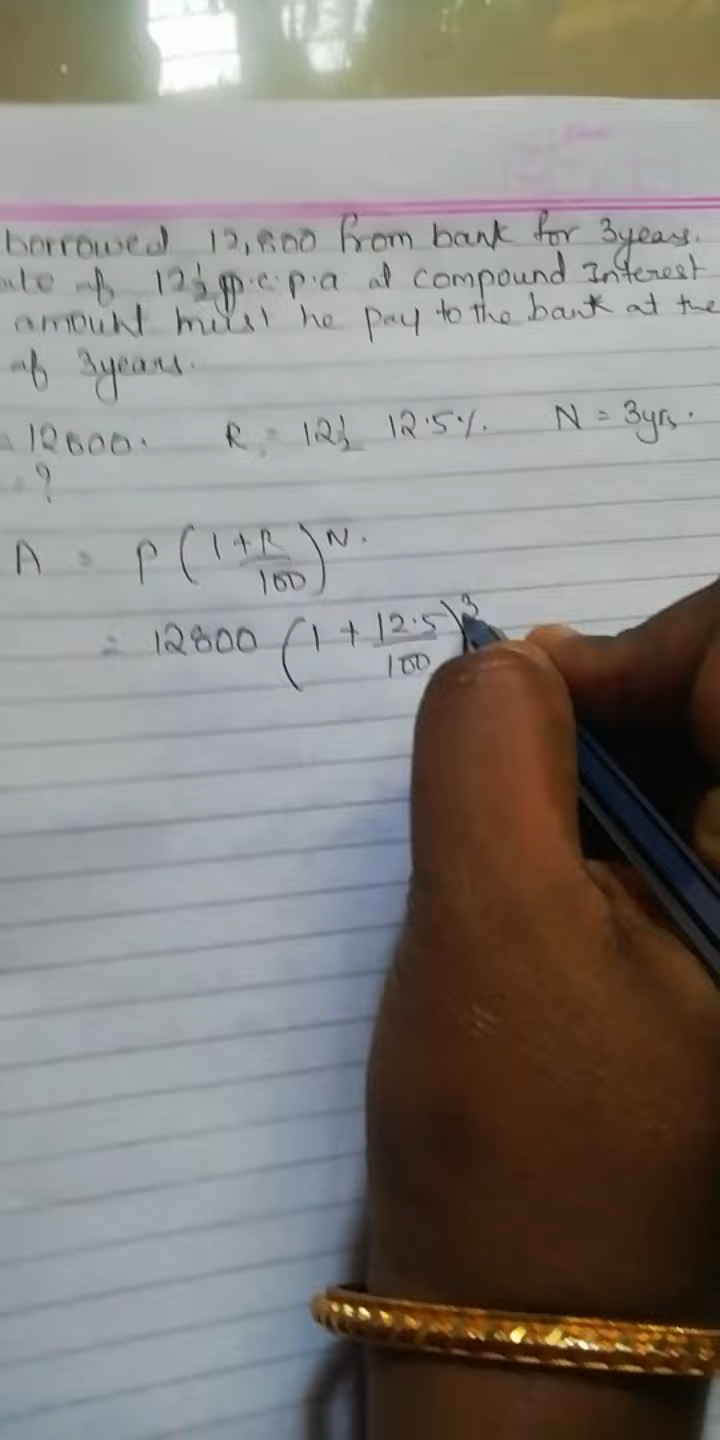 borrowed 12,800 from bank for 3years.
of 12½ p.c.p.a at compound Interest
amount must he pay to the bank at the
of 3years.
12800. R = 12½ 12.5%. N = 3yrs.
= ?
A = P (1+R/100)^N.
= 12800 (1 + 12.5/100)^3